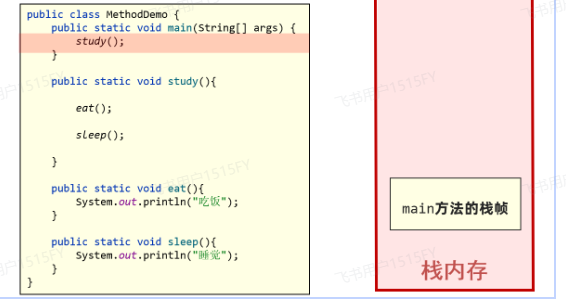 public class MethodDemo {
public static void main(String[] args) {
study();
}
public static void study(){
eat();
sleep();
}
public static void eat(){
System.out.println("吃饭");
}
public static void sleep(){
System.out.println("睡觉");
}
}
main方法的栈帧
栈内存
飞书用户1515FY